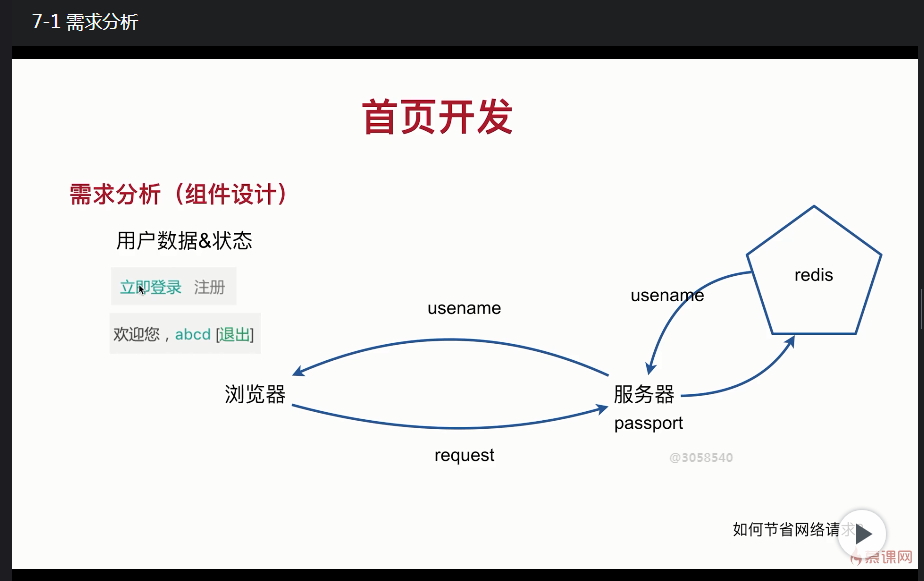 7-1 需求分析
首页开发
需求分析（组件设计）
用户数据&状态
立即登录 注册
欢迎您，abcd [退出]
usename
usename
redis
浏览器
服务器
passport
request
@3058540
如何节省网络请求
慕课网